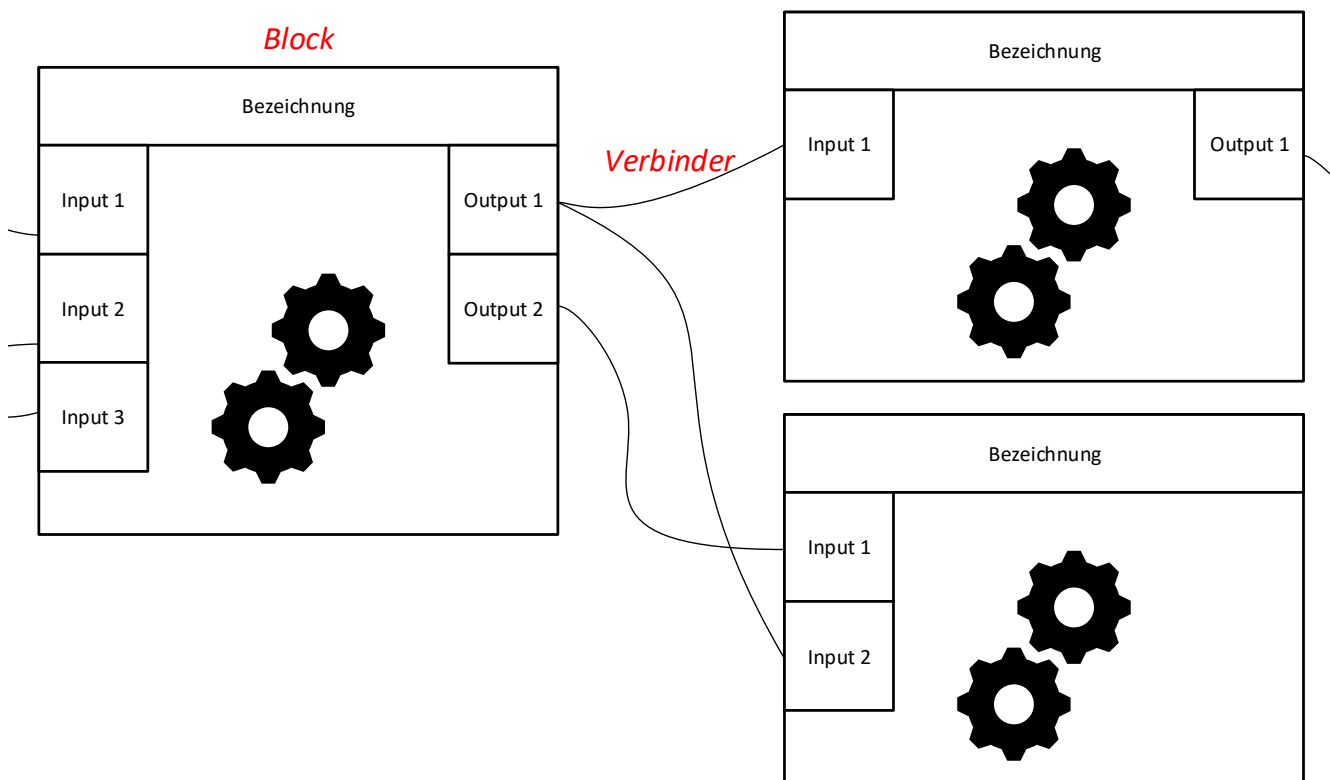 Block
Bezeichnung
Input 1
Input 2
Input 3
Output 1
Output 2
Verbinder
Bezeichnung
Input 1
Output 1
Bezeichnung
Input 1
Input 2